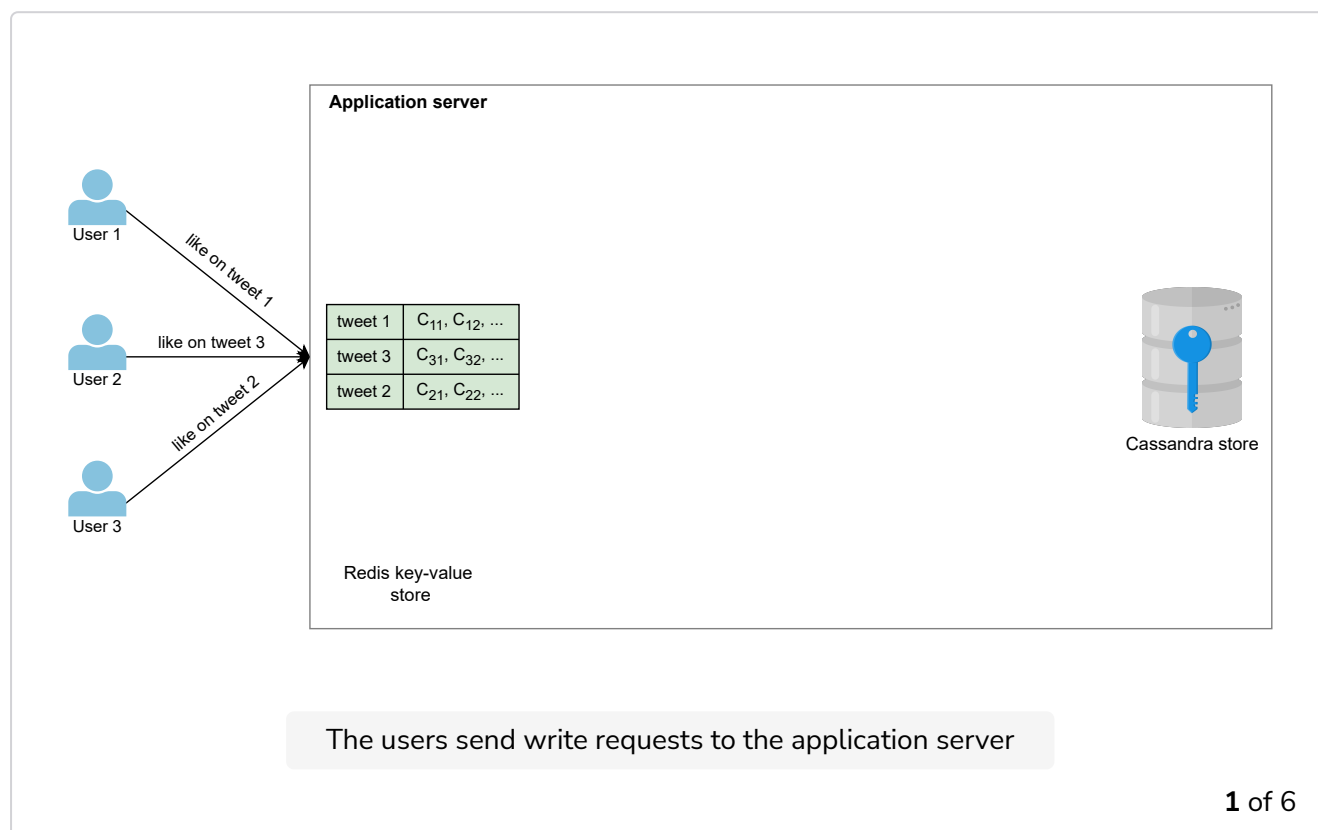 Application server
User 1
like on tweet 1
User 2
like on tweet 3
User 3
like on tweet 2
tweet 1 C11, C12, ...
tweet 3 C31, C32, ...
tweet 2 C21, C22, ...
Cassandra store
Redis key-value
store
The users send write requests to the application server
1 of 6